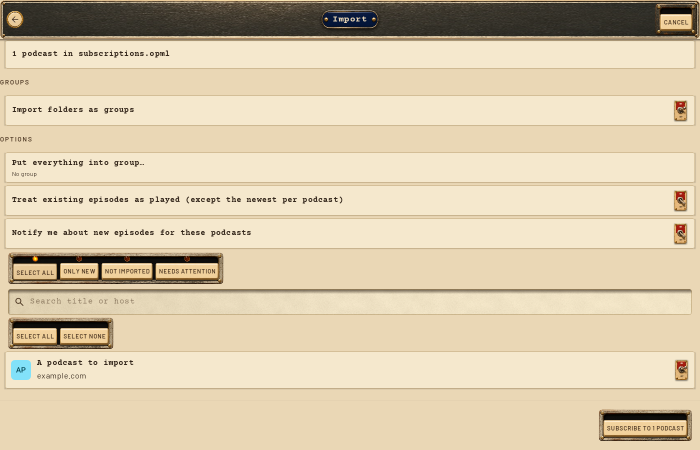 Import
CANCEL
1 podcast in subscriptions.opml
GROUPS
Import folders as groups
OPTIONS
Put everything into group…
No group
Treat existing episodes as played (except the newest per podcast)
Notify me about new episodes for these podcasts
SELECT ALL ONLY NEW NOT IMPORTED NEEDS ATTENTION
Search title or host
SELECT ALL SELECT NONE
AP
A podcast to import
example.com
SUBSCRIBE TO 1 PODCAST